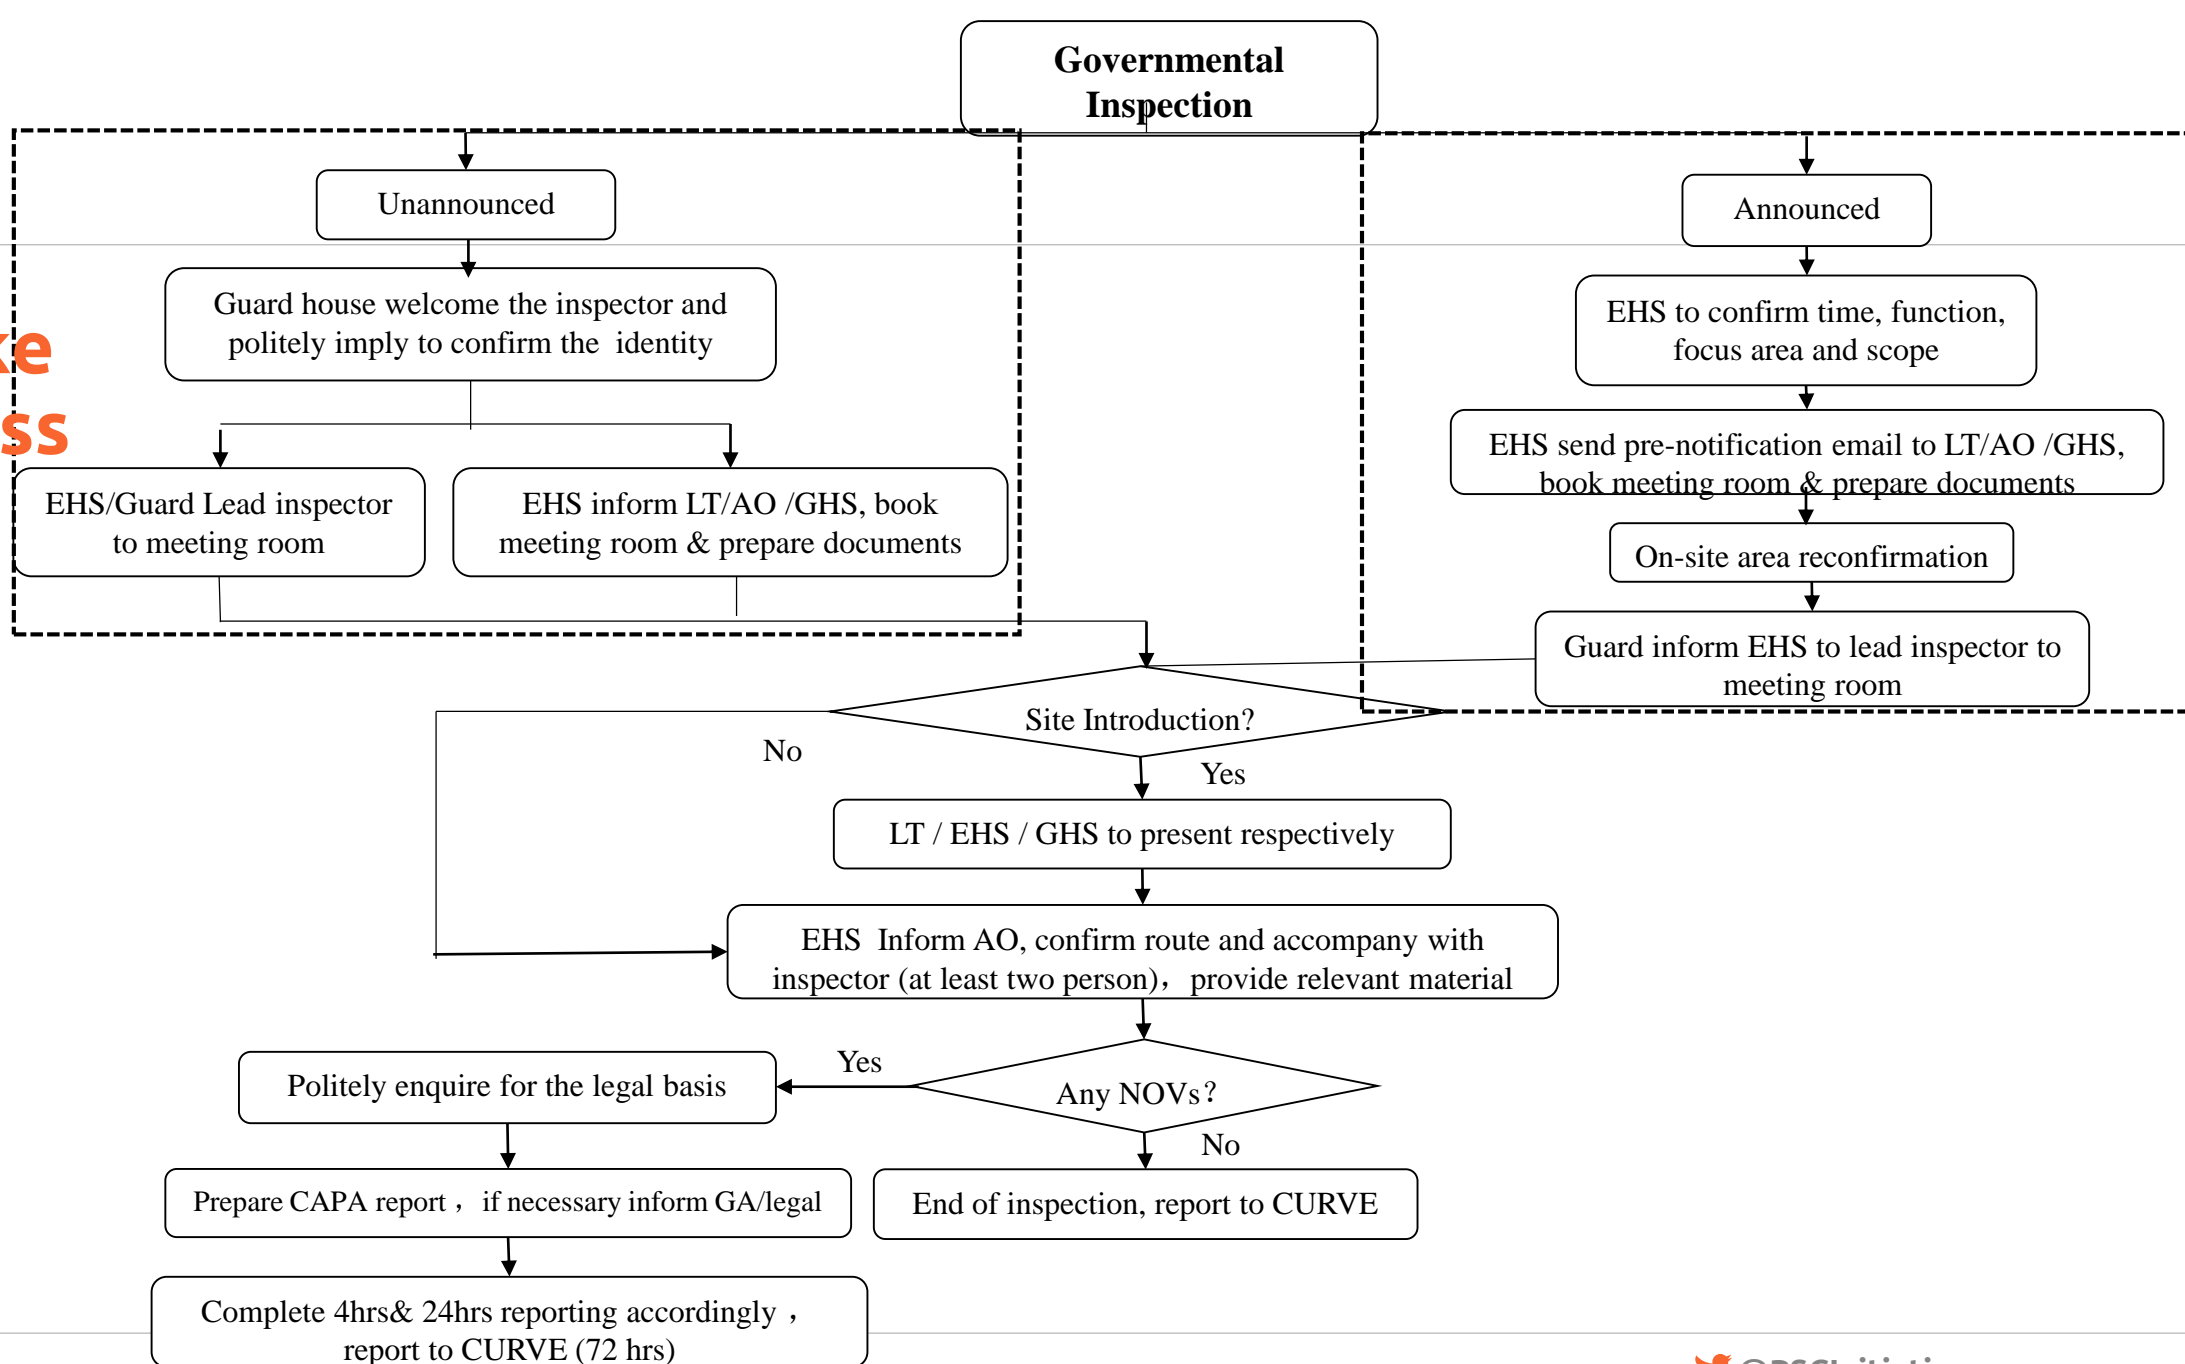 Governmental
Inspection
Unannounced
Announced
Guard house welcome the inspector and
politely imply to confirm the identity
EHS to confirm time, function,
focus area and scope
ke
ss
EHS/Guard Lead inspector
to meeting room
EHS inform LT/AO /GHS, book
meeting room & prepare documents
EHS send pre-notification email to LT/AO /GHS,
book meeting room & prepare documents
On-site area reconfirmation
Guard inform EHS to lead inspector to
meeting room
Site Introduction?
No
Yes
LT / EHS / GHS to present respectively
EHS Inform AO, confirm route and accompany with
inspector (at least two person)，provide relevant material
Any NOVs?
Yes
No
Politely enquire for the legal basis
Prepare CAPA report ，if necessary inform GA/legal
End of inspection, report to CURVE
Complete 4hrs& 24hrs reporting accordingly ，
report to CURVE (72 hrs)